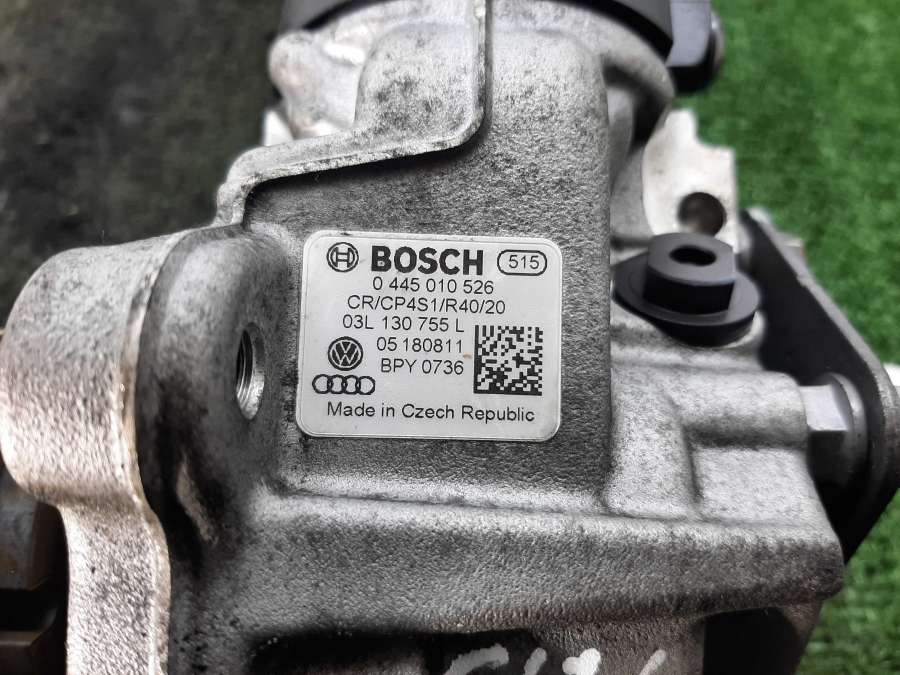 BOSCH 515
0 445 010 526
CR/CP4S1/R40/20
03L 130 755 L
05 180811
BPY 0736
Made in Czech Republic